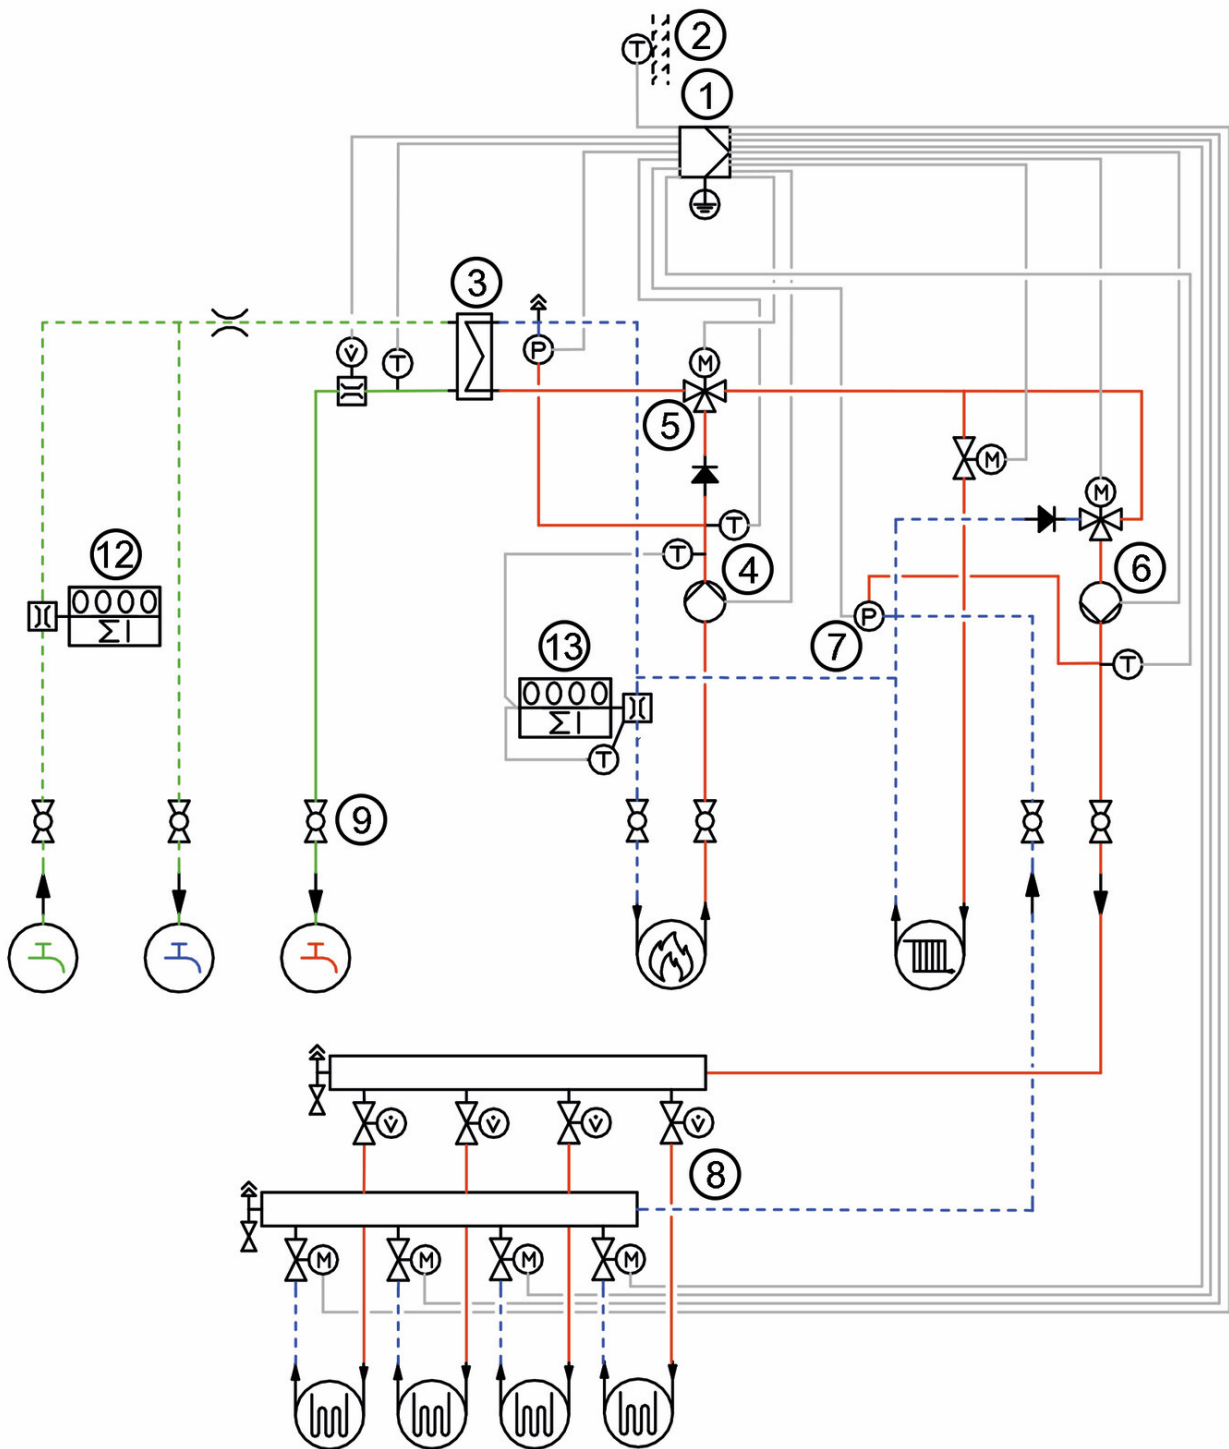 T 2
1
3
V̇ T P M
5 M
M
12 T
T 4 6
0000
ΣI 7 P
13 T
0000
ΣI
T
9
V̇ V̇ V̇ V̇
8
M M M M